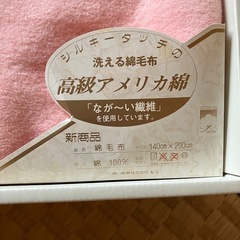 シルキータッチの
洗える綿毛布
高級アメリカ綿
「なが〜い繊維」
を使用しています。
新商品
綿毛布 140cm×200cm
綿 100%